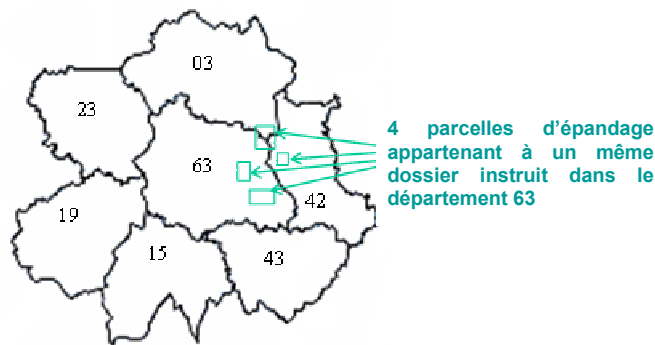 03
23
63
42
19
15
43
4 parcelles d'épandage
appartenant à un même
dossier instruit dans le
département 63